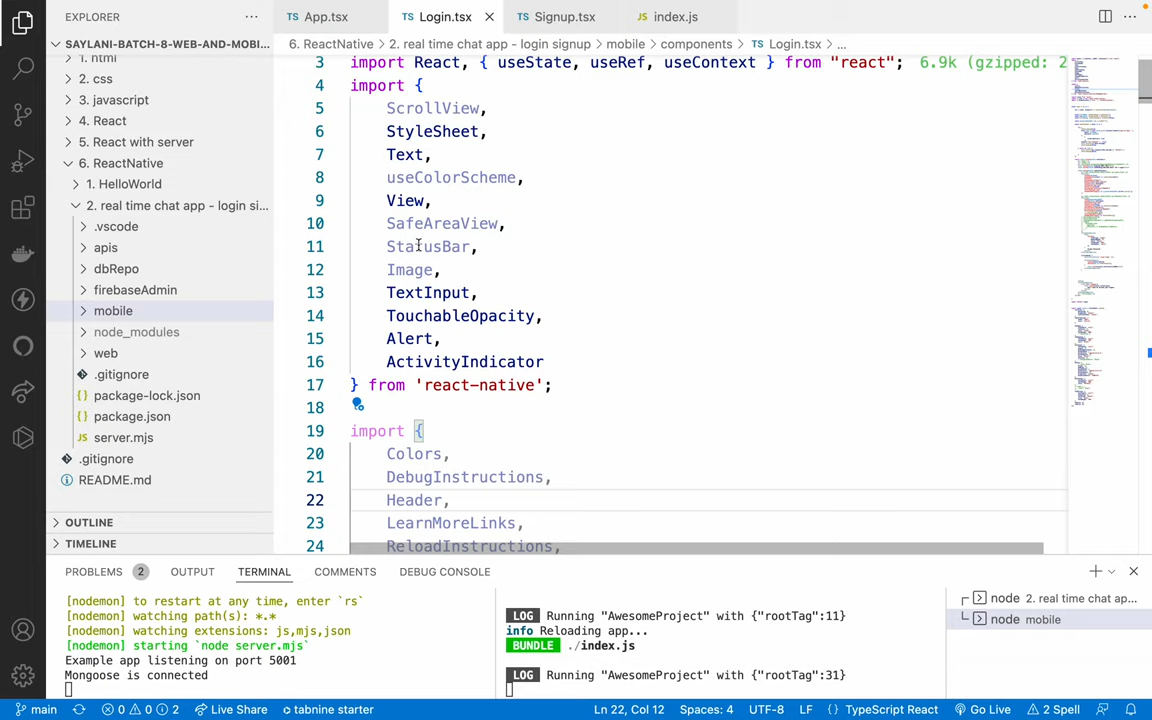 EXPLORER
SAYLANI-BATCH-8-WEB-AND-MOBI...
1. html
2. css
3. javascript
4. React
5. React with server
6. ReactNative
1. HelloWorld
2. real time chat app - login si...
.vscode
apis
dbRepo
firebaseAdmin
mobile
node_modules
web
.gitignore
package-lock.json
package.json
server.mjs
.gitignore
README.md
OUTLINE
TIMELINE
App.tsx
Login.tsx
Signup.tsx
index.js
6. ReactNative > 2. real time chat app - login signup > mobile > components > Login.tsx > ...
3 import React, { useState, useRef, useContext } from "react"; 6.9k (gzipped: 2
4 import {
5 ScrollView,
6 StyleSheet,
7 Text,
8 useColorScheme,
9 View,
10 SafeAreaView,
11 StatusBar,
12 Image,
13 TextInput,
14 TouchableOpacity,
15 Alert,
16 ActivityIndicator
17 } from 'react-native';
18
19 import {
20 Colors,
21 DebugInstructions,
22 Header,
23 LearnMoreLinks,
24 ReloadInstructions,
PROBLEMS 2 OUTPUT TERMINAL COMMENTS DEBUG CONSOLE
[nodemon] to restart at any time, enter `rs`
[nodemon] watching path(s): *.*
[nodemon] watching extensions: js,mjs,json
[nodemon] starting `node server.mjs`
Example app listening on port 5001
Mongoose is connected
LOG Running "AwesomeProject" with {"rootTag":11}
info Reloading app...
BUNDLE ./index.js
LOG Running "AwesomeProject" with {"rootTag":31}
node 2. real time chat ap...
node mobile
main 0 0 2 Live Share tabnine starter Ln 22, Col 12 Spaces: 4 UTF-8 LF {} TypeScript React Go Live 2 Spell